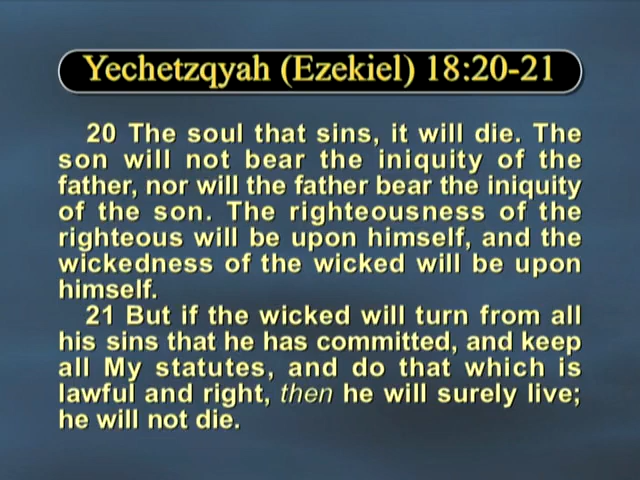 Yechetzqyah (Ezekiel) 18:20-21
20 The soul that sins, it will die. The
son will not bear the iniquity of the
father, nor will the father bear the iniquity
of the son. The righteousness of the
righteous will be upon himself, and the
wickedness of the wicked will be upon
himself.
21 But if the wicked will turn from all
his sins that he has committed, and keep
all My statutes, and do that which is
lawful and right, then he will surely live;
he will not die.